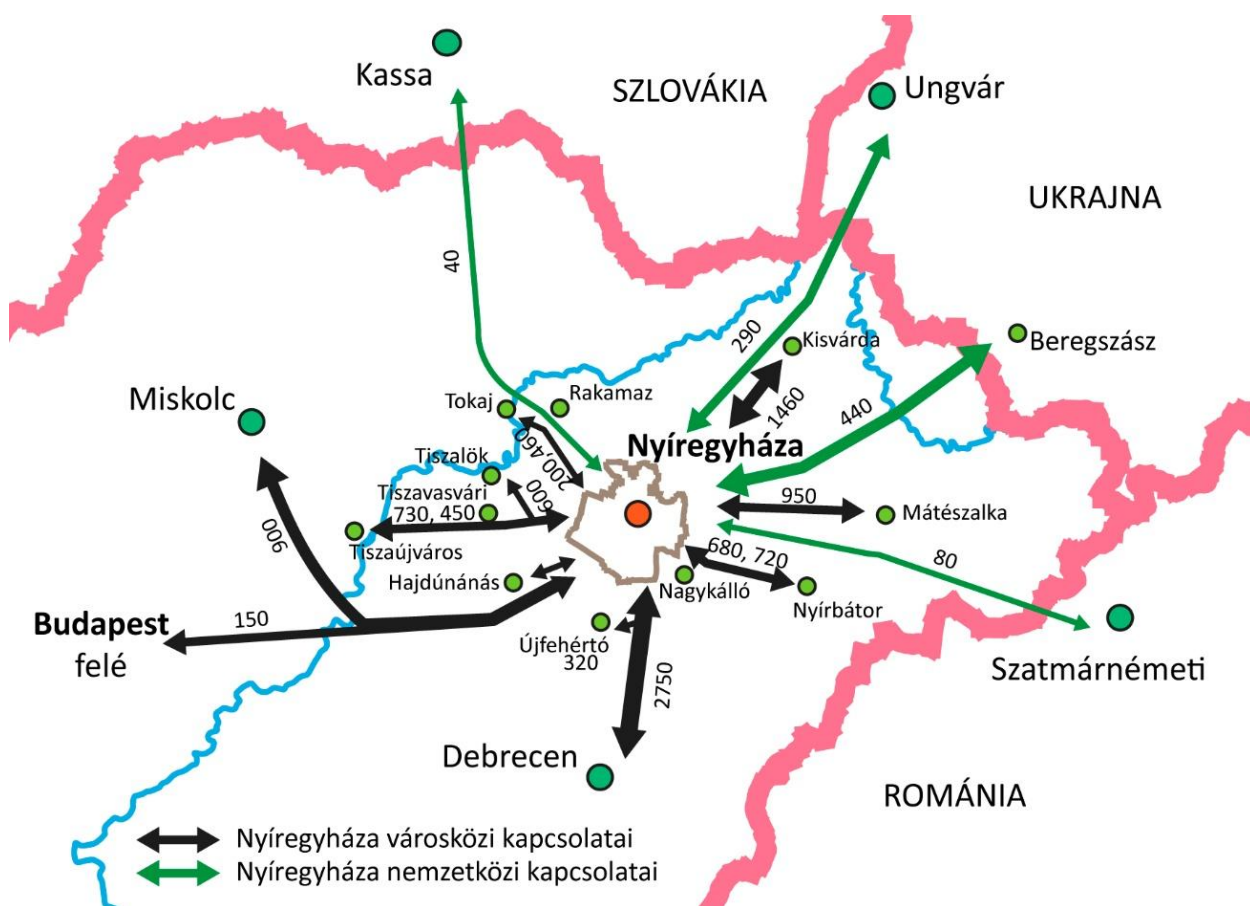 Kassa
SZLOVÁKIA
Ungvár
UKRAJNA
40
290
Kisvárda
Beregszász
1460
440
Miskolc
Tokaj
Rakamaz
Nyíregyháza
200,460
Tiszalök
600
Tiszavasvári
730, 450
950
Mátészalka
Tiszaújváros
900
680, 720
80
Hajdúnánás
Nagykálló
Nyírbátor
Budapest
felé
150
Újfehértó
320
2750
Szatmárnémeti
Debrecen
ROMÁNIA
Nyíregyháza városközi kapcsolatai
Nyíregyháza nemzetközi kapcsolatai